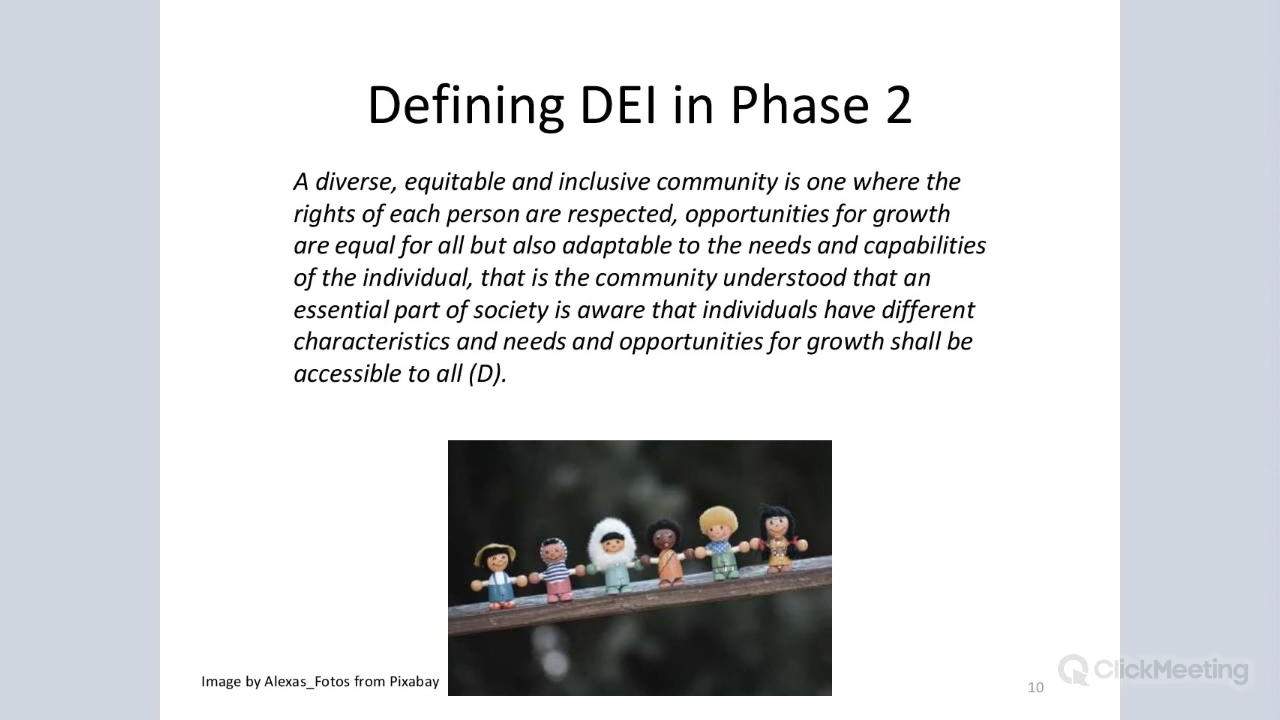 Defining DEI in Phase 2
A diverse, equitable and inclusive community is one where the
rights of each person are respected, opportunities for growth
are equal for all but also adaptable to the needs and capabilities
of the individual, that is the community understood that an
essential part of society is aware that individuals have different
characteristics and needs and opportunities for growth shall be
accessible to all (D).
Image by Alexas_Fotos from Pixabay
10
ClickMeeting